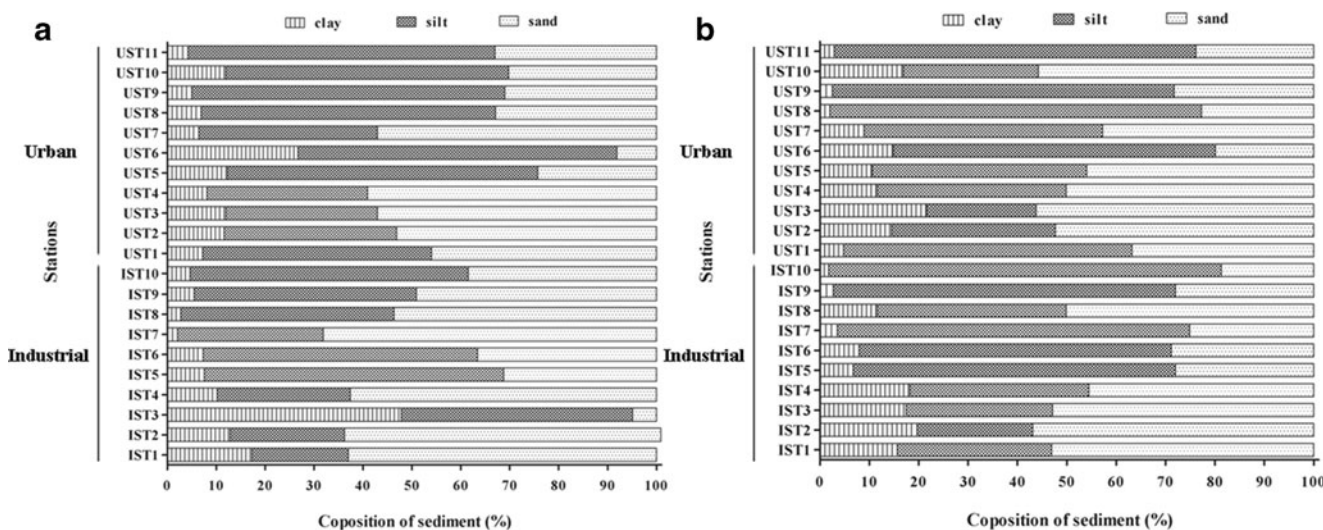 a
clay silt sand
UST11
UST10
UST9
UST8
UST7
UST6
UST5
UST4
UST3
UST2
UST1
IST10
IST9
IST8
IST7
IST6
IST5
IST4
IST3
IST2
IST1
Urban
Stations
Industrial
0 10 20 30 40 50 60 70 80 90 100
Coposition of sediment (%)
b
clay silt sand
UST11
UST10
UST9
UST8
UST7
UST6
UST5
UST4
UST3
UST2
UST1
IST10
IST9
IST8
IST7
IST6
IST5
IST4
IST3
IST2
IST1
Urban
Stations
Industrial
0 10 20 30 40 50 60 70 80 90 100
Coposition of sediment (%)